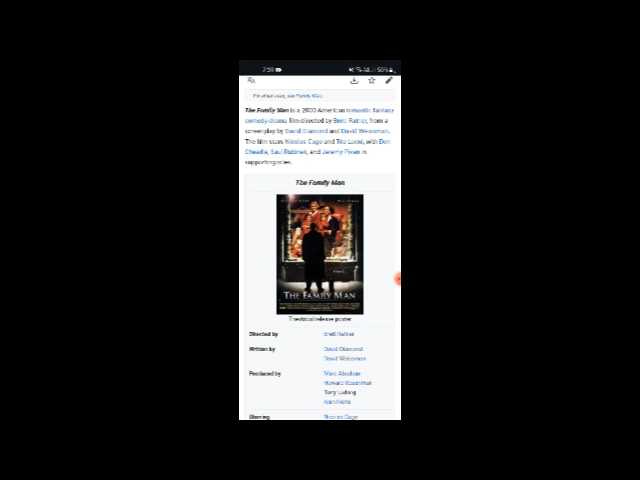 7:59
50%
For other uses, see Family Man.
The Family Man is a 2000 American romantic fantasy
comedy-drama film directed by Brett Ratner, from a
screenplay by David Diamond and David Weissman.
The film stars Nicolas Cage and Téa Leoni, with Don
Cheadle, Saul Rubinek, and Jeremy Piven in
supporting roles.
The Family Man
THE FAMILY MAN
Theatrical release poster
Directed by
Brett Ratner
Written by
David Diamond
David Weissman
Produced by
Marc Abraham
Howard Rosenman
Tony Ludwig
Alan Riche
Starring
Nicolas Cage